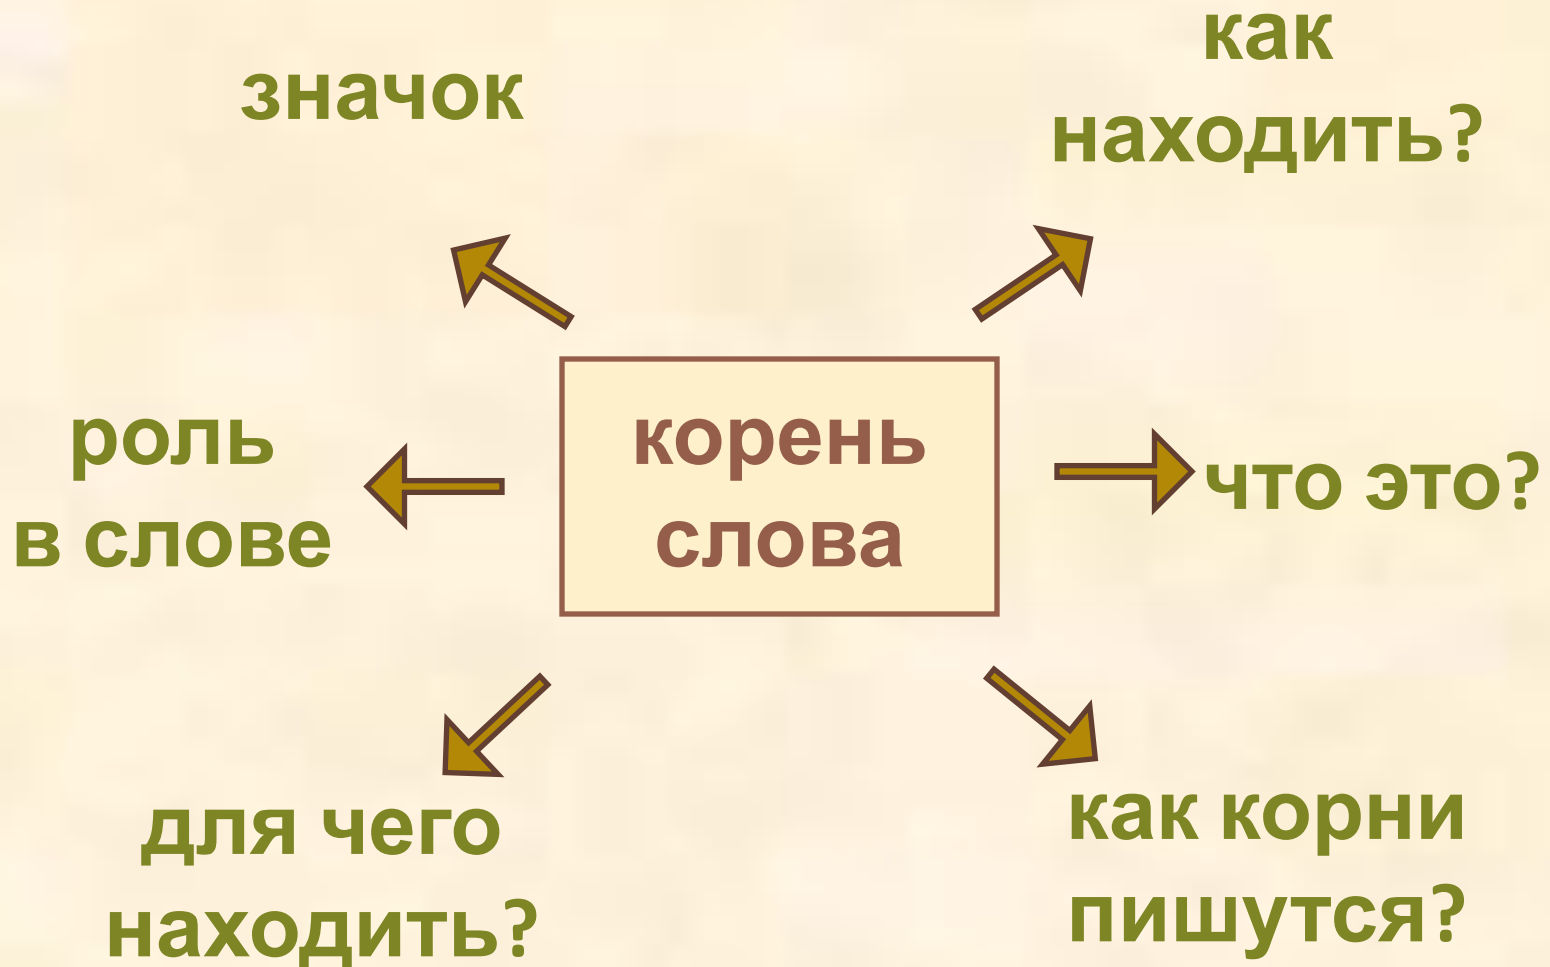 значок
как
находить?
роль
в слове
корень
слова
что это?
для чего
находить?
как корни
пишутся?